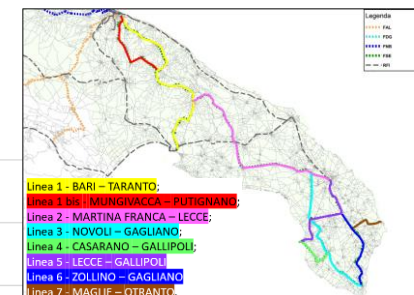 Legenda
FAL
FDG
FNB
FSE
RFI
Linea 1 - BARI – TARANTO;
Linea 1 bis - MUNGIVACCA – PUTIGNANO;
Linea 2 - MARTINA FRANCA – LECCE;
Linea 3 - NOVOLI – GAGLIANO;
Linea 4 - CASARANO – GALLIPOLI;
Linea 5 - LECCE – GALLIPOLI
Linea 6 - ZOLLINO – GAGLIANO
Linea 7 - MAGLIE – OTRANTO.